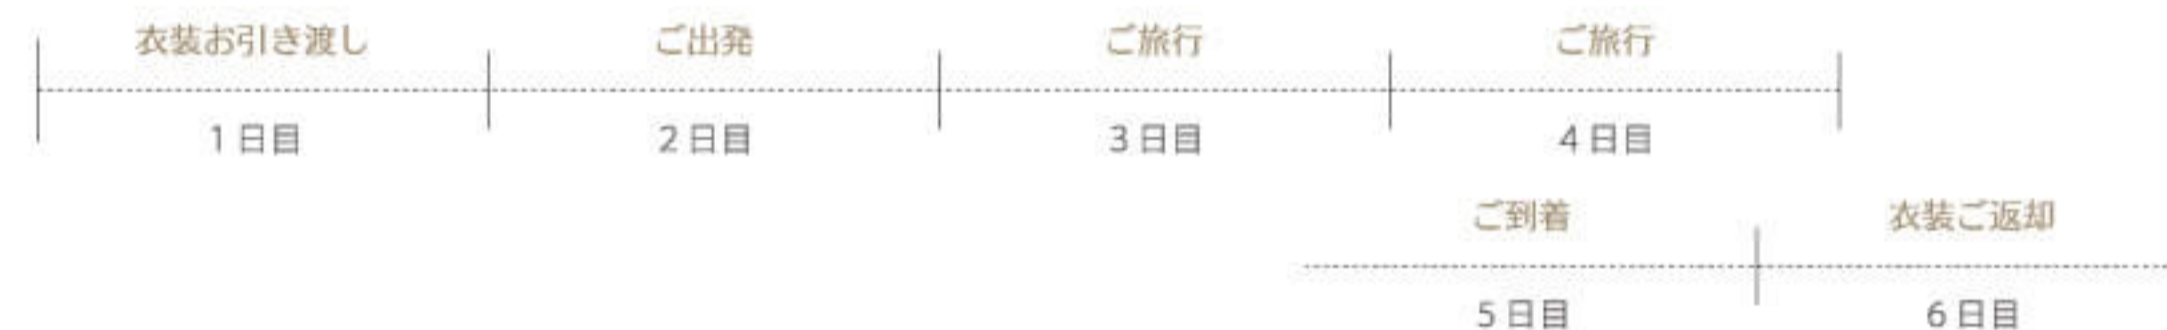 衣装お引き渡し ご出発 ご旅行 ご旅行
1日目 2日目 3日目 4日目
ご到着 衣装ご返却
5日目 6日目